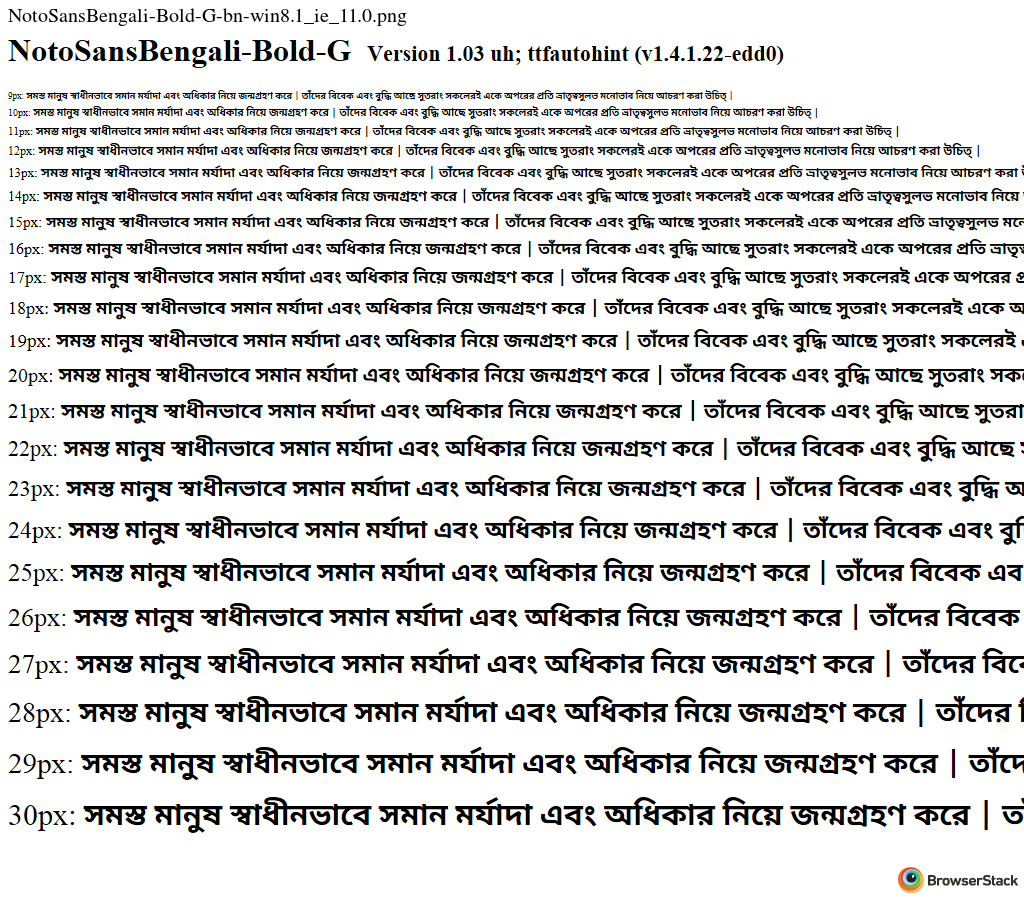 NotoSansBengali-Bold-G-bn-win8.1_ie_11.0.png
NotoSansBengali-Bold-G Version 1.03 uh; ttfautohint (v1.4.1.22-edd0)
9px: সমস্ত মানুষ স্বাধীনভাবে সমান মর্যাদা এবং অধিকার নিয়ে জন্মগ্রহণ করে | তাঁদের বিবেক এবং বুদ্ধি আছে সুতরাং সকলেরই একে অপরের প্রতি ভ্রাতৃত্বসুলভ মনোভাব নিয়ে আচরণ করা উচিত্ |
10px: সমস্ত মানুষ স্বাধীনভাবে সমান মর্যাদা এবং অধিকার নিয়ে জন্মগ্রহণ করে | তাঁদের বিবেক এবং বুদ্ধি আছে সুতরাং সকলেরই একে অপরের প্রতি ভ্রাতৃত্বসুলভ মনোভাব নিয়ে আচরণ করা উচিত্ |
11px: সমস্ত মানুষ স্বাধীনভাবে সমান মর্যাদা এবং অধিকার নিয়ে জন্মগ্রহণ করে | তাঁদের বিবেক এবং বুদ্ধি আছে সুতরাং সকলেরই একে অপরের প্রতি ভ্রাতৃত্বসুলভ মনোভাব নিয়ে আচরণ করা উচিত্ |
12px: সমস্ত মানুষ স্বাধীনভাবে সমান মর্যাদা এবং অধিকার নিয়ে জন্মগ্রহণ করে | তাঁদের বিবেক এবং বুদ্ধি আছে সুতরাং সকলেরই একে অপরের প্রতি ভ্রাতৃত্বসুলভ মনোভাব নিয়ে আচরণ করা উচিত্ |
13px: সমস্ত মানুষ স্বাধীনভাবে সমান মর্যাদা এবং অধিকার নিয়ে জন্মগ্রহণ করে | তাঁদের বিবেক এবং বুদ্ধি আছে সুতরাং সকলেরই একে অপরের প্রতি ভ্রাতৃত্বসুলভ মনোভাব নিয়ে আচরণ করা
14px: সমস্ত মানুষ স্বাধীনভাবে সমান মর্যাদা এবং অধিকার নিয়ে জন্মগ্রহণ করে | তাঁদের বিবেক এবং বুদ্ধি আছে সুতরাং সকলেরই একে অপরের প্রতি ভ্রাতৃত্বসুলভ মনোভাব নিয়ে
15px: সমস্ত মানুষ স্বাধীনভাবে সমান মর্যাদা এবং অধিকার নিয়ে জন্মগ্রহণ করে | তাঁদের বিবেক এবং বুদ্ধি আছে সুতরাং সকলেরই একে অপরের প্রতি ভ্রাতৃত্বসুলভ
16px: সমস্ত মানুষ স্বাধীনভাবে সমান মর্যাদা এবং অধিকার নিয়ে জন্মগ্রহণ করে | তাঁদের বিবেক এবং বুদ্ধি আছে সুতরাং সকলেরই একে অপরের প্রতি
17px: সমস্ত মানুষ স্বাধীনভাবে সমান মর্যাদা এবং অধিকার নিয়ে জন্মগ্রহণ করে | তাঁদের বিবেক এবং বুদ্ধি আছে সুতরাং সকলেরই একে অপরের
18px: সমস্ত মানুষ স্বাধীনভাবে সমান মর্যাদা এবং অধিকার নিয়ে জন্মগ্রহণ করে | তাঁদের বিবেক এবং বুদ্ধি আছে সুতরাং সকলেরই একে
19px: সমস্ত মানুষ স্বাধীনভাবে সমান মর্যাদা এবং অধিকার নিয়ে জন্মগ্রহণ করে | তাঁদের বিবেক এবং বুদ্ধি আছে সুতরাং সকলেরই
20px: সমস্ত মানুষ স্বাধীনভাবে সমান মর্যাদা এবং অধিকার নিয়ে জন্মগ্রহণ করে | তাঁদের বিবেক এবং বুদ্ধি আছে সুতরাং
21px: সমস্ত মানুষ স্বাধীনভাবে সমান মর্যাদা এবং অধিকার নিয়ে জন্মগ্রহণ করে | তাঁদের বিবেক এবং বুদ্ধি আছে
22px: সমস্ত মানুষ স্বাধীনভাবে সমান মর্যাদা এবং অধিকার নিয়ে জন্মগ্রহণ করে | তাঁদের বিবেক এবং বুদ্ধি আছে
23px: সমস্ত মানুষ স্বাধীনভাবে সমান মর্যাদা এবং অধিকার নিয়ে জন্মগ্রহণ করে | তাঁদের বিবেক এবং বুদ্ধি
24px: সমস্ত মানুষ স্বাধীনভাবে সমান মর্যাদা এবং অধিকার নিয়ে জন্মগ্রহণ করে | তাঁদের বিবেক এবং
25px: সমস্ত মানুষ স্বাধীনভাবে সমান মর্যাদা এবং অধিকার নিয়ে জন্মগ্রহণ করে | তাঁদের বিবেক
26px: সমস্ত মানুষ স্বাধীনভাবে সমান মর্যাদা এবং অধিকার নিয়ে জন্মগ্রহণ করে | তাঁদের বিবেক
27px: সমস্ত মানুষ স্বাধীনভাবে সমান মর্যাদা এবং অধিকার নিয়ে জন্মগ্রহণ করে | তাঁদের
28px: সমস্ত মানুষ স্বাধীনভাবে সমান মর্যাদা এবং অধিকার নিয়ে জন্মগ্রহণ করে | তাঁদের
29px: সমস্ত মানুষ স্বাধীনভাবে সমান মর্যাদা এবং অধিকার নিয়ে জন্মগ্রহণ করে |
30px: সমস্ত মানুষ স্বাধীনভাবে সমান মর্যাদা এবং অধিকার নিয়ে জন্মগ্রহণ করে |
BrowserStack